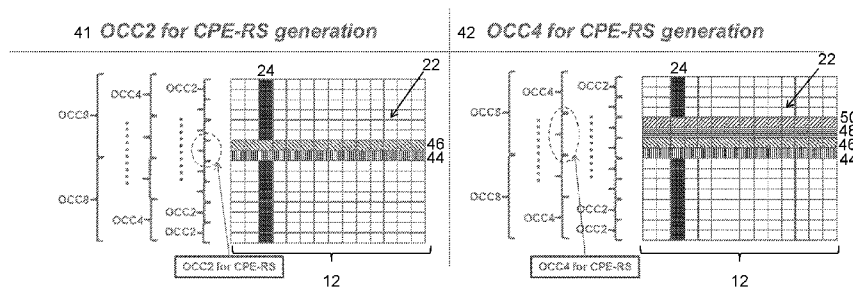 41 OCC2 for CPE-RS generation
42 OCC4 for CPE-RS generation
24
22
OCC8
OCC4
OCC2
46
44
OCC8
OCC4
OCC2
OCC2
OCC2 for CPE-RS
12
24
22
OCC8
OCC4
OCC2
50
48
46
44
OCC8
OCC4
OCC2
OCC2
OCC4 for CPE-RS
12